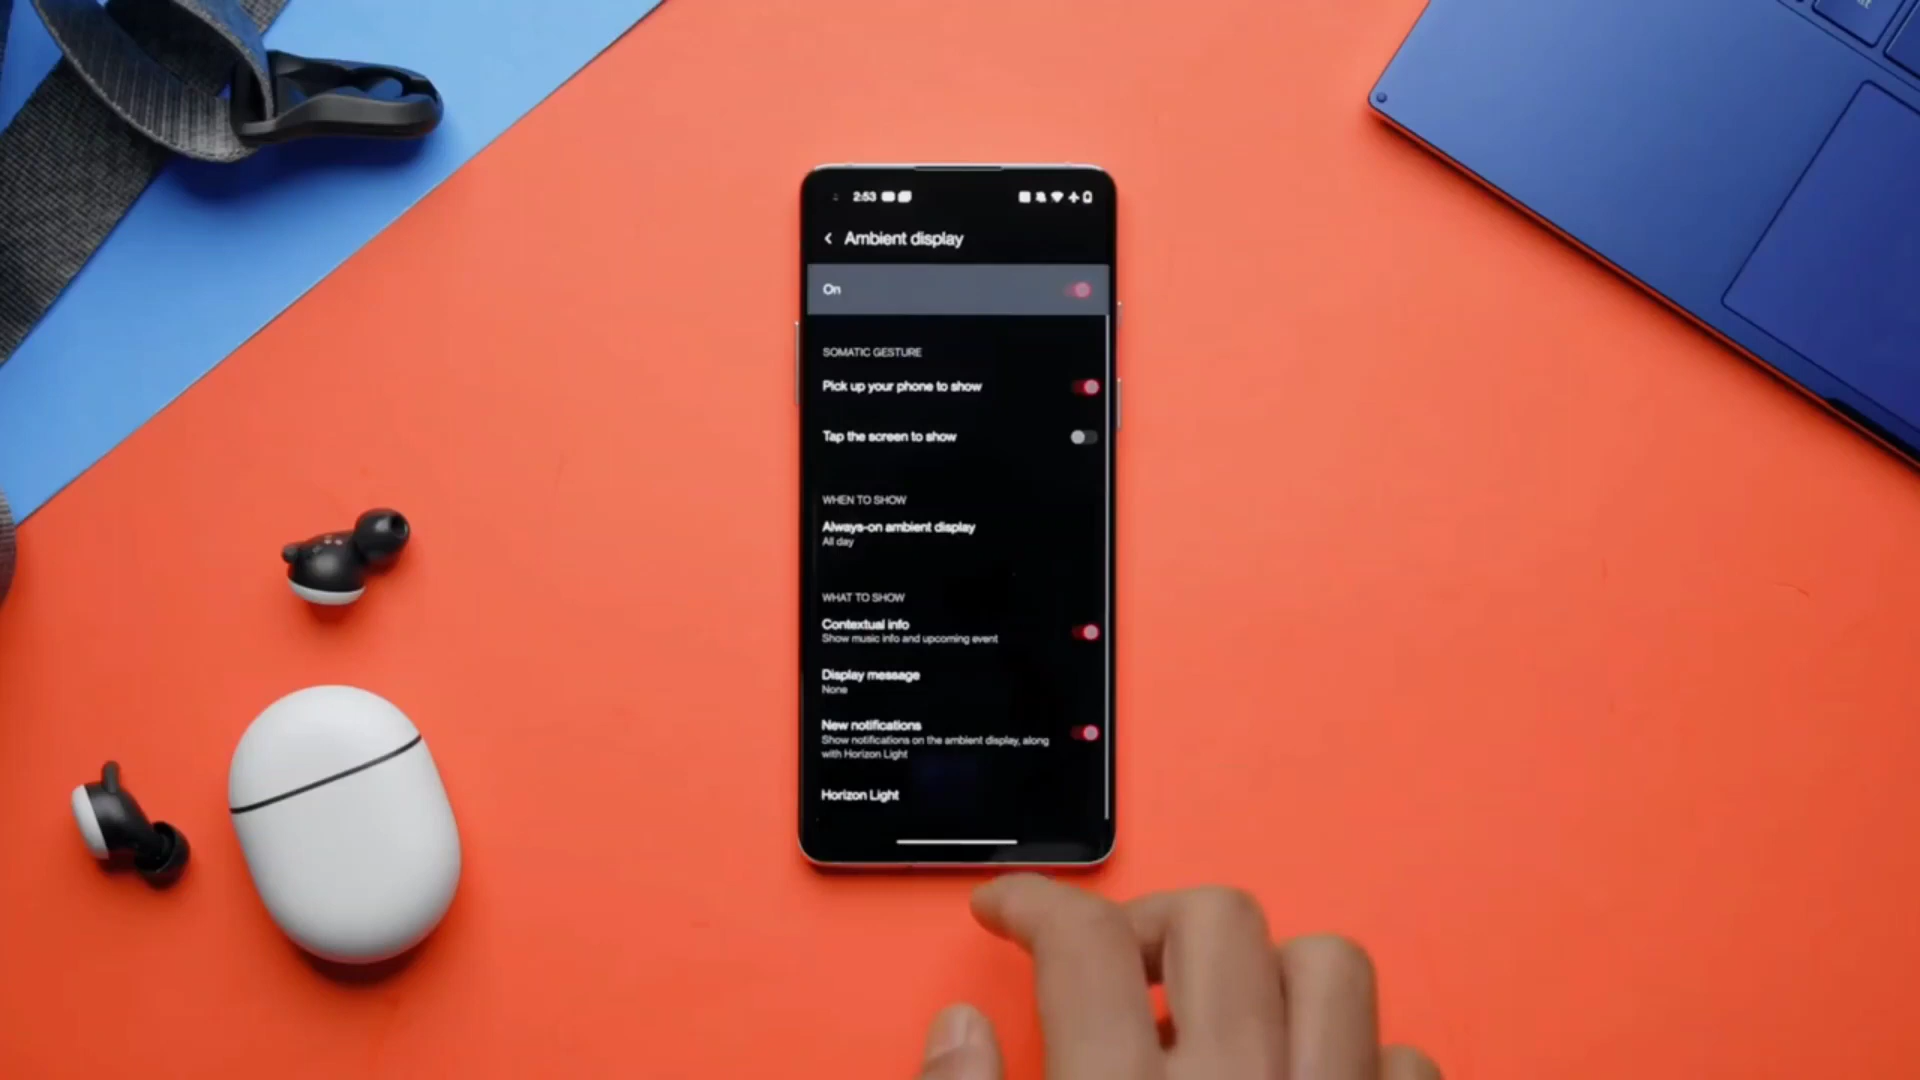 2:53
Ambient display
On
SOMATIC GESTURE
Pick up your phone to show
Tap the screen to show
WHEN TO SHOW
Always-on ambient display
All day
WHAT TO SHOW
Contextual info
Show music info and upcoming event
Display message
None
New notifications
Show notifications on the ambient display, along
with Horizon Light
Horizon Light